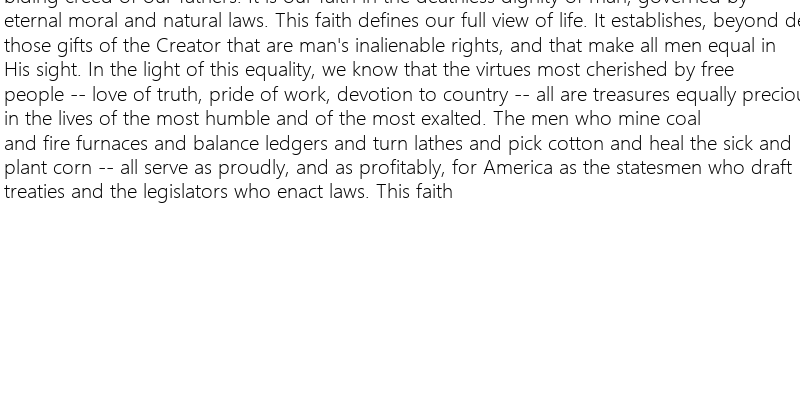 biding creed of our fathers. It is our faith in the deathless dignity of man, governed by
eternal moral and natural laws. This faith defines our full view of life. It establishes, beyond
those gifts of the Creator that are man's inalienable rights, and that make all men equal in
His sight. In the light of this equality, we know that the virtues most cherished by free
people -- love of truth, pride of work, devotion to country -- all are treasures equally
in the lives of the most humble and of the most exalted. The men who mine coal
and fire furnaces and balance ledgers and turn lathes and pick cotton and heal the sick and
plant corn -- all serve as proudly, and as profitably, for America as the statesmen who draft
treaties and the legislators who enact laws. This faith